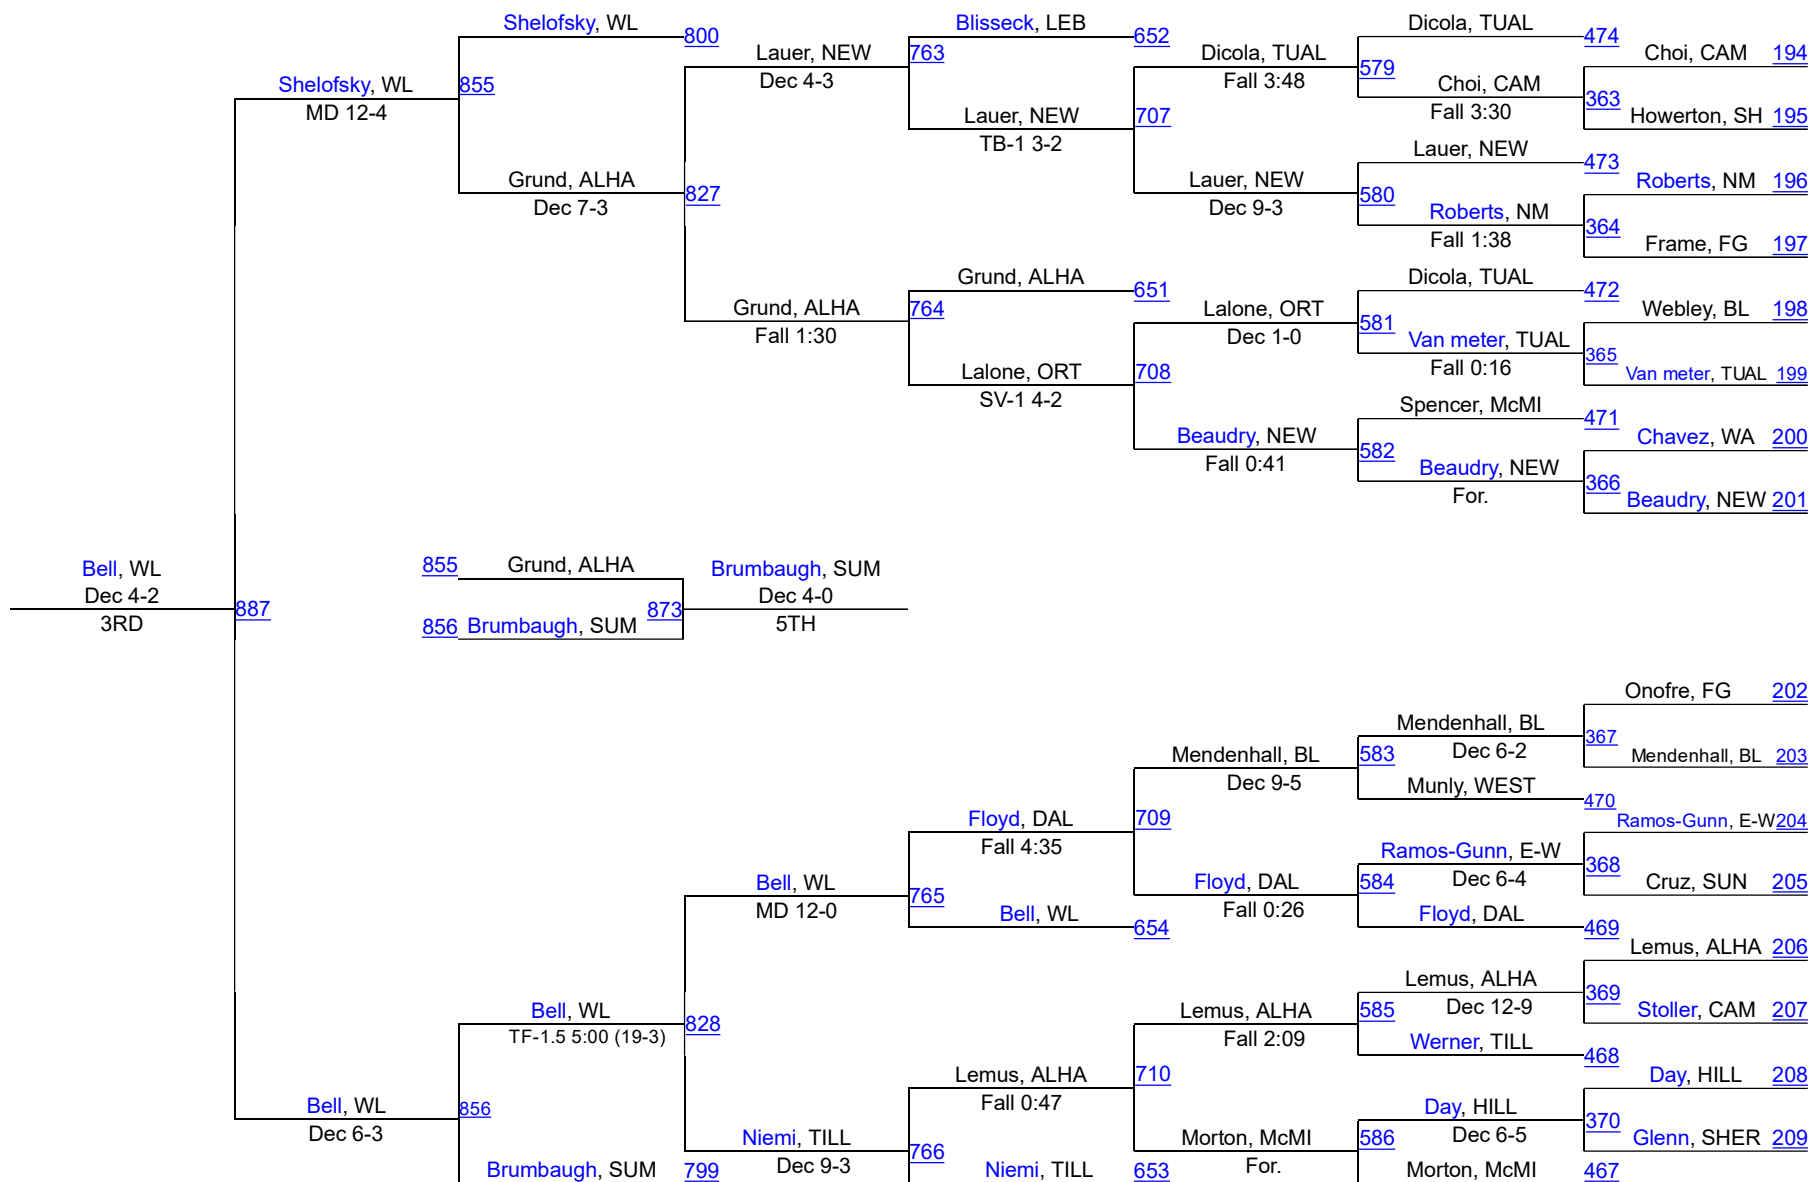 Shelofsky, WL
800
Blisseck, LEB
652
Dicola, TUAL
474
Lauer, NEW
763
Dicola, TUAL
Choi, CAM 194
Shelofsky, WL
855
Dec 4-3
Fall 3:48
579
Choi, CAM
363
MD 12-4
Fall 3:30
Howerton, SH 195
Lauer, NEW
707
TB-1 3-2
Lauer, NEW
473
Grund, ALHA
827
Lauer, NEW
580
Roberts, NM 196
Dec 7-3
Dec 9-3
Roberts, NM
364
Fall 1:38
Frame, FG 197
Grund, ALHA
651
Dicola, TUAL
472
Grund, ALHA
764
Lalone, ORT
581
Webley, BL 198
Fall 1:30
Dec 1-0
Van meter, TUAL
365
Lalone, ORT
708
Fall 0:16
Van meter, TUAL 199
SV-1 4-2
Spencer, McMI
471
Beaudry, NEW
582
Chavez, WA 200
Fall 0:41
Beaudry, NEW
366
For.
Beaudry, NEW 201
Bell, WL
855 Grund, ALHA
Brumbaugh, SUM
Dec 4-2
887
873
Dec 4-0
3RD
856 Brumbaugh, SUM
5TH
Onofre, FG 202
Mendenhall, BL
367
Mendenhall, BL
583
Dec 6-2
Mendenhall, BL 203
Dec 9-5
Munly, WEST
470
Floyd, DAL
709
Ramos-Gunn, E-W204
Fall 4:35
Ramos-Gunn, E-W
368
Bell, WL
765
Floyd, DAL
584
Dec 6-4
Cruz, SUN 205
MD 12-0
Bell, WL
654
Fall 0:26
Floyd, DAL
469
Lemus, ALHA 206
Lemus, ALHA
369
Bell, WL
828
Lemus, ALHA
585
Dec 12-9
Stoller, CAM 207
TF-1.5 5:00 (19-3)
Fall 2:09
Werner, TILL
468
Lemus, ALHA
710
Day, HILL 208
Bell, WL
856
Fall 0:47
Day, HILL
370
Dec 6-3
Niemi, TILL
766
Morton, McMI
586
Dec 6-5
Glenn, SHER 209
Brumbaugh, SUM 799
Dec 9-3
Niemi, TILL 653
For.
Morton, McMI 467